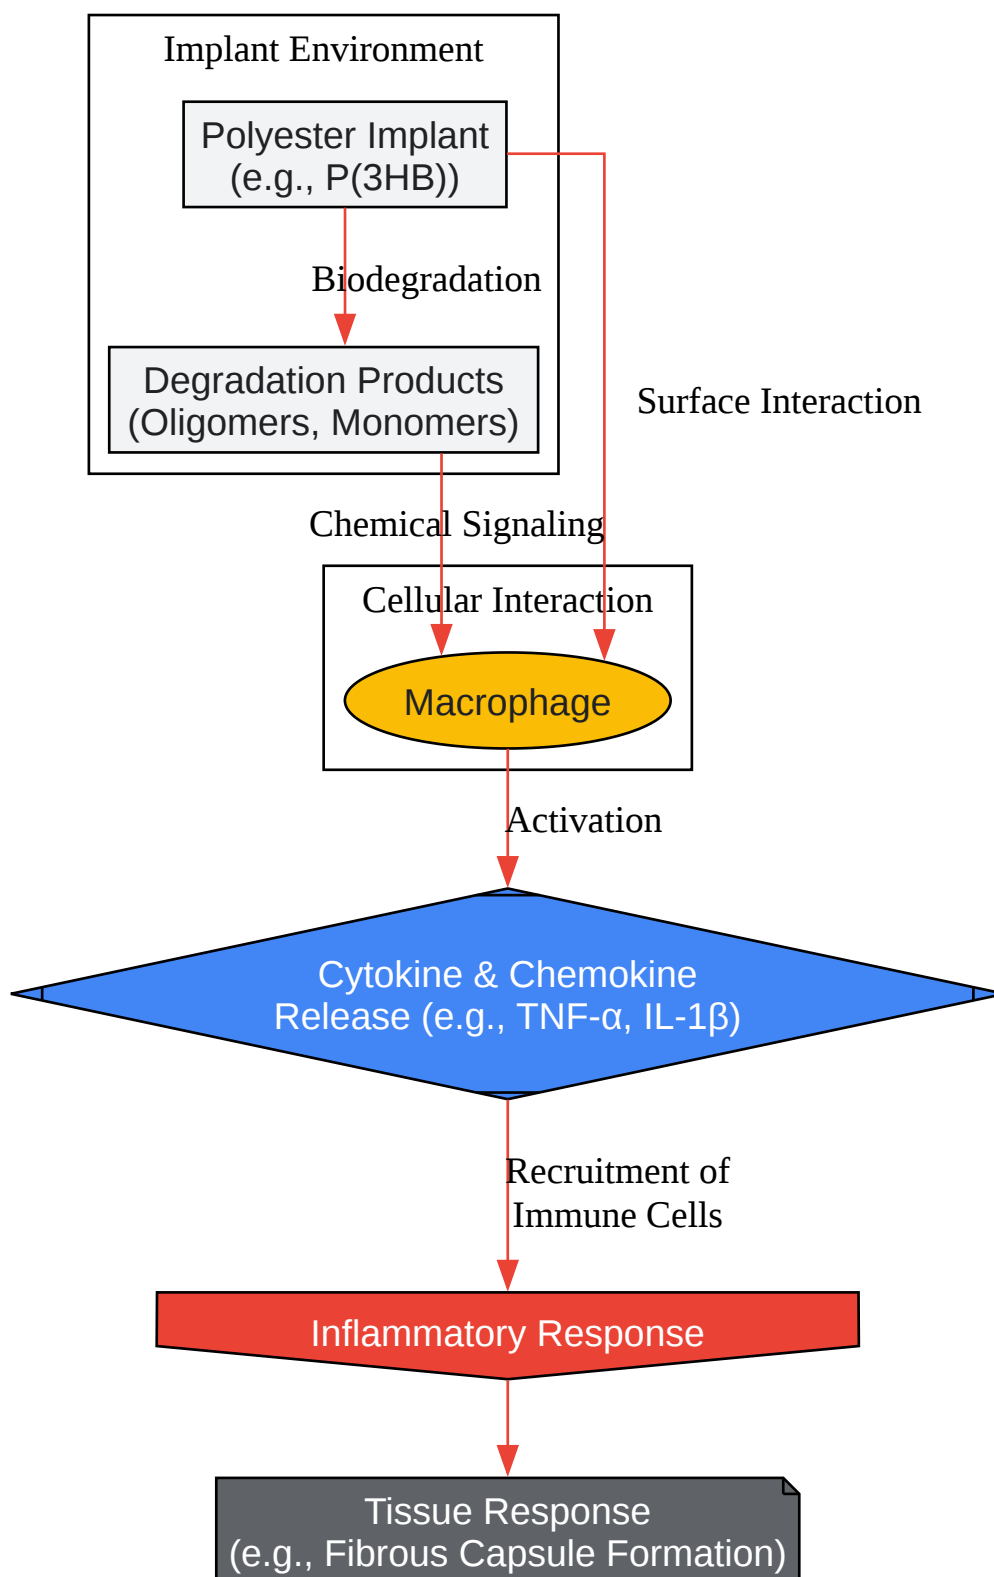 Implant Environment
Polyester Implant
(e.g., P(3HB))
Biodegradation
Degradation Products
(Oligomers, Monomers)
Surface Interaction
Chemical Signaling
Cellular Interaction
Macrophage
Activation
Cytokine & Chemokine
Release (e.g., TNF-α, IL-1β)
Recruitment of
Immune Cells
Inflammatory Response
Tissue Response
(e.g., Fibrous Capsule Formation)